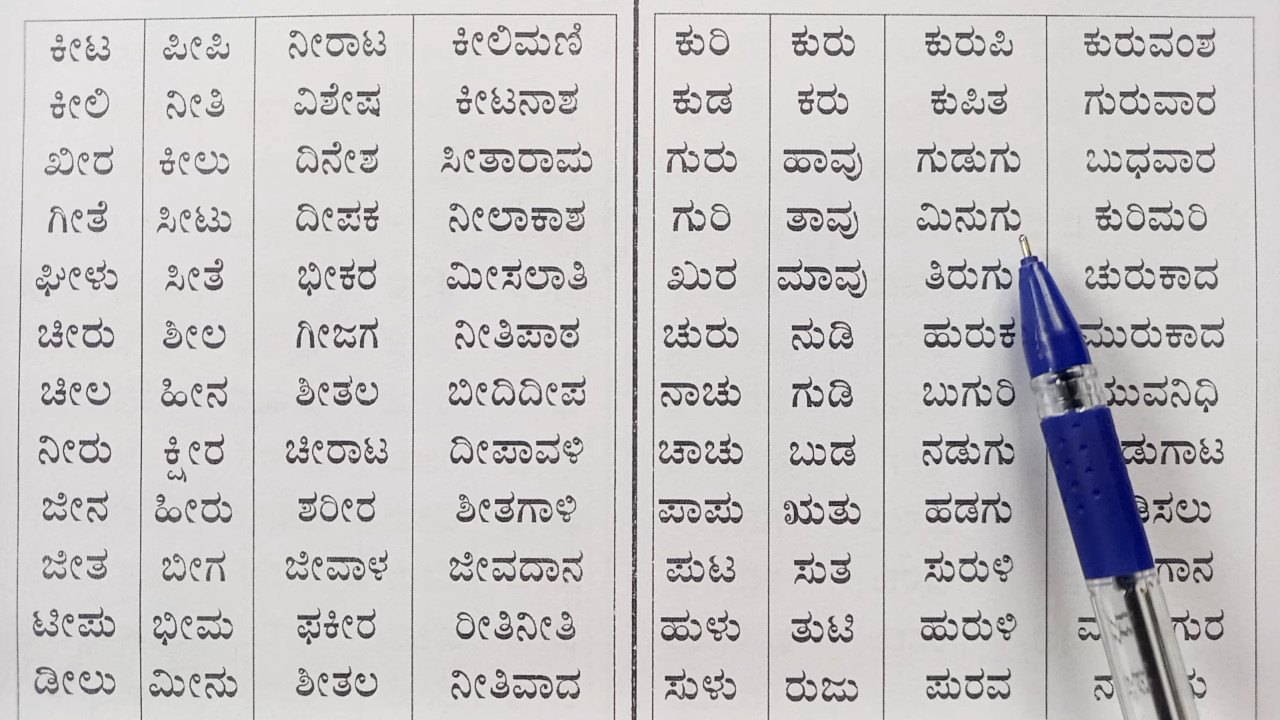 ಕೀಟ ಪೀಪಿ ನೀರಾಟ ಕೀಲಿಮಣಿ
ಕೀಲಿ ನೀತಿ ವಿಶೇಷ ಕೀಟನಾಶ
ಖೀರ ಕೀಲು ದಿನೇಶ ಸೀತಾರಾಮ
ಗೀತೆ ಸೀಟು ದೀಪಕ ನೀಲಾಕಾಶ
ಘೀಳು ಸೀತೆ ಭೀಕರ ಮೀಸಲಾತಿ
ಚೀರು ಶೀಲ ಗೀಜಗ ನೀತಿಪಾಠ
ಚೀಲ ಹೀನ ಶೀತಲ ಬೀದಿದೀಪ
ನೀರು ಕ್ಷೀರ ಚೀರಾಟ ದೀಪಾವಳಿ
ಜೇನ ಹೀರು ಶರೀರ ಶೀತಗಾಳಿ
ಜೀತ ಬೀಗ ಜೀವಾಳ ಜೀವದಾನ
ಟೀಪು ಭೀಮ ಫಕೀರ ರೀತಿನೀತಿ
ಡೀಲು ಮೀನು ಶೀತಲ ನೀತಿವಾದ
ಕುರಿ ಕುರು ಕುರುಪಿ ಕುರುವಂಶ
ಕುಡ ಕರು ಕುಪಿತ ಗುರುವಾರ
ಗುರು ಹಾವು ಗುಡುಗು ಬುಧವಾರ
ಗುರಿ ತಾವು ಮಿನುಗು ಕುರಿಮರಿ
ಖುರ ಮಾವು ತಿರುಗು ಚುರುಕಾದ
ಚುರು ನುಡಿ ಹುರುಕ ಮುರುಕಾದ
ನಾಚು ಗುಡಿ ಬುಗುರಿ
ಚಾಚು ಬುಡ ನಡುಗು
ಪಾಪು ಋತು ಹಡಗು
ಪುಟ ಸುತ ಸುರುಳಿ
ಹುಳು ತುಟಿ ಹುರುಳಿ
ಸುಳು ರುಜು ಪುರವ